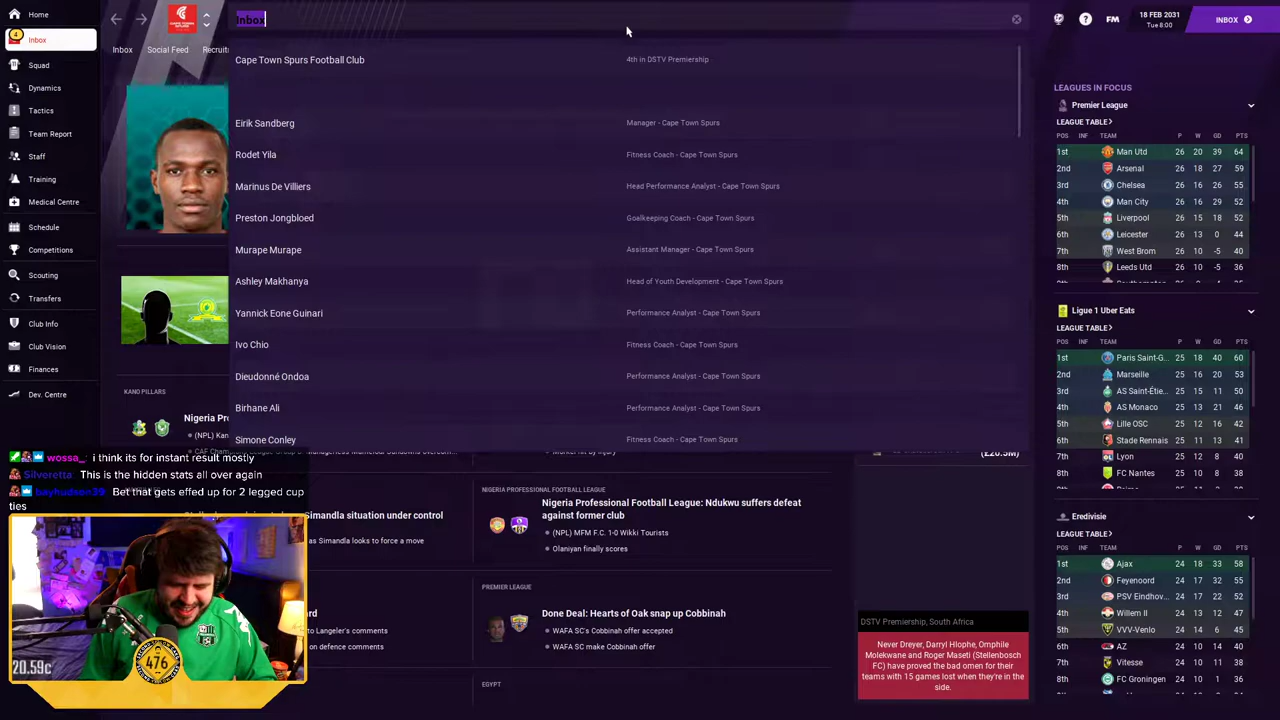 Home
4
Inbox
Squad
Dynamics
Tactics
Team Report
Staff
Training
Medical Centre
Schedule
Competitions
Scouting
Transfers
Club Info
Club Vision
Finances
Dev. Centre
Inbox
18 FEB 2031
Tue 8:00
FM
INBOX
Inbox
Social Feed
Cape Town Spurs Football Club
4th in DSTV Premiership
Eirik Sandberg
Manager - Cape Town Spurs
Rodet Yila
Fitness Coach - Cape Town Spurs
Marinus De Villiers
Head Performance Analyst - Cape Town Spurs
Preston Jongbloed
Goalkeeping Coach - Cape Town Spurs
Murape Murape
Assistant Manager - Cape Town Spurs
Ashley Makhanya
Head of Youth Development - Cape Town Spurs
Yannick Eone Guinari
Performance Analyst - Cape Town Spurs
Ivo Chio
Fitness Coach - Cape Town Spurs
Dieudonné Ondoa
Performance Analyst - Cape Town Spurs
Birhane Ali
Performance Analyst - Cape Town Spurs
Simone Conley
Fitness Coach - Cape Town Spurs
KANO PILLARS
wossa_: i think its for instant result mostly
Silveretta: This is the hidden stats all over again
bayhudson39: Bet that gets effed up for 2 legged cup
ties
Simandla situation under control
as Simandla looks to force a move
to Langeler's comments
on defence comments
NIGERIA PROFESSIONAL FOOTBALL LEAGUE
Nigeria Professional Football League: Ndukwu suffers defeat
against former club
(NPL) MFM F.C. 1-0 Wikki Tourists
Olaniyan finally scores
PREMIER LEAGUE
Done Deal: Hearts of Oak snap up Cobbinah
WAFA SC's Cobbinah offer accepted
WAFA SC make Cobbinah offer
EGYPT
(£20.5M)
DSTV Premiership, South Africa
Never Dreyer, Darryl Hlophe, Omphile
Molekwane and Roger Maseti (Stellenbosch
FC) have proved the bad omen for their
teams with 15 games lost when they're in the
side.
LEAGUES IN FOCUS
Premier League
LEAGUE TABLE
POS INF TEAM P W GD PTS
1st Man Utd 26 20 39 64
2nd Arsenal 26 18 27 59
3rd Chelsea 26 16 26 55
4th Man City 26 16 29 52
5th Liverpool 26 15 18 52
6th Leicester 26 13 0 44
7th West Brom 26 10 -5 40
8th Leeds Utd 26 10 -5 36
Ligue 1 Uber Eats
LEAGUE TABLE
POS INF TEAM P W GD PTS
1st Paris Saint-G... 25 18 40 60
2nd Marseille 25 16 20 53
3rd AS Saint-Étie... 25 15 11 50
4th AS Monaco 25 13 21 46
5th Lille OSC 25 12 14 42
6th Stade Rennais 25 11 4 41
7th Lyon 25 10 12 40
8th FC Nantes 25 10 8 38
Eredivisie
LEAGUE TABLE
POS INF TEAM P W GD PTS
1st Ajax 24 18 33 58
2nd Feyenoord 24 17 32 55
3rd PSV Eindhov... 24 17 22 52
4th Willem II 24 13 12 47
5th VVV-Venlo 24 14 6 45
6th AZ 24 10 14 40
7th Vitesse 24 10 11 38
8th FC Groningen 24 10 1 36
476
20.59c